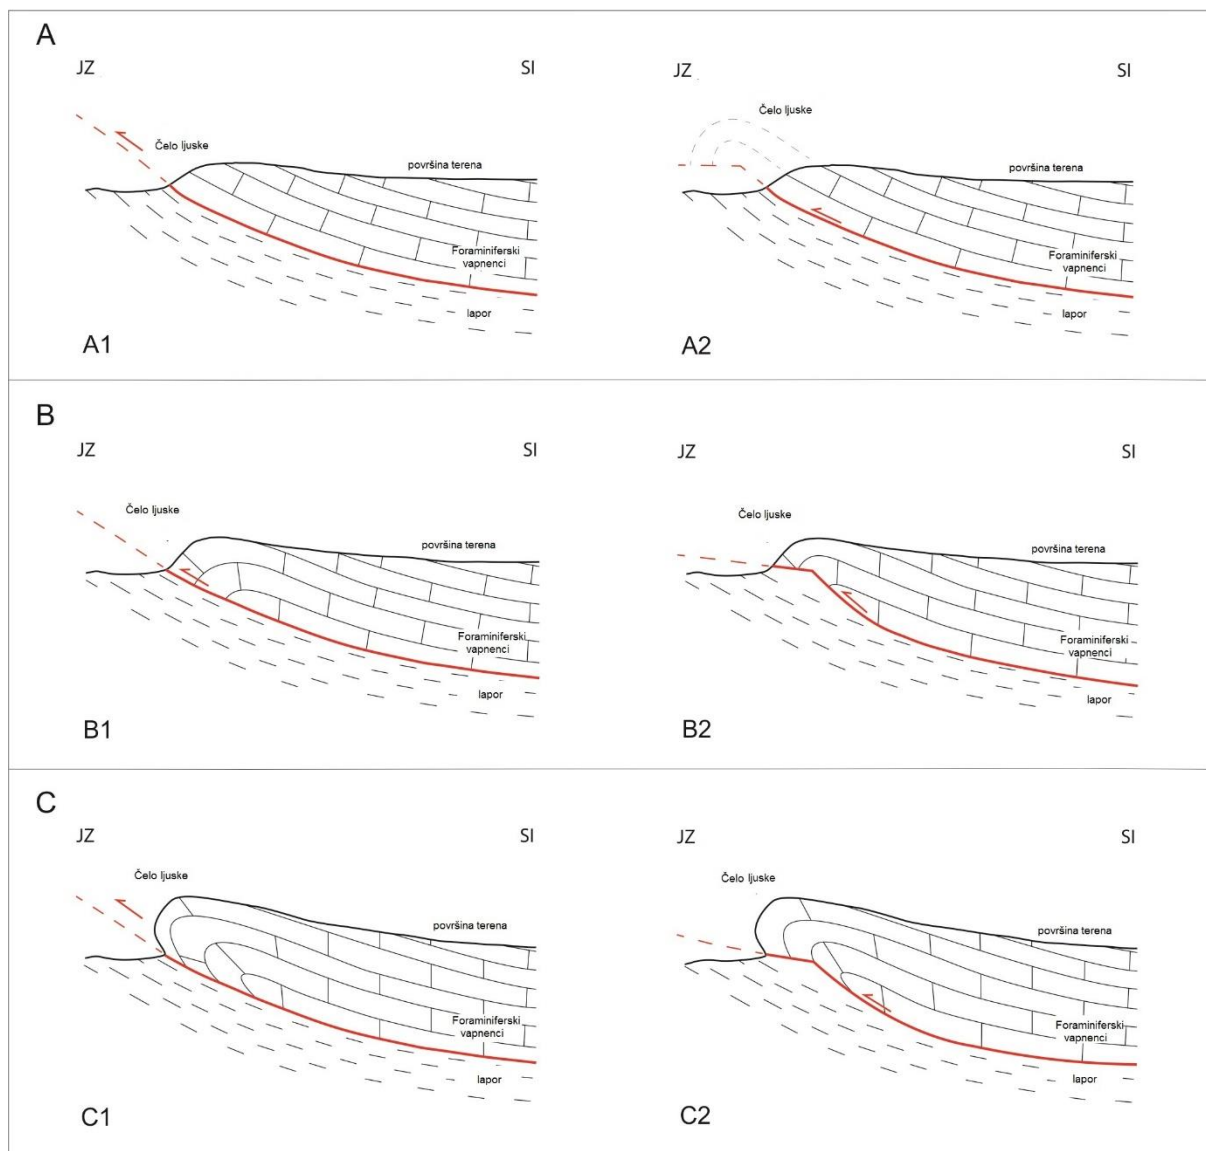 A
JZ
SI
Čelo ljuske
površina terena
Foraminiferski
vapnenci
lapor
A1
JZ
SI
Čelo ljuske
površina terena
Foraminiferski
vapnenci
lapor
A2
B
JZ
SI
Čelo ljuske
površina terena
Foraminiferski
vapnenci
lapor
B1
JZ
SI
Čelo ljuske
površina terena
Foraminiferski
vapnenci
lapor
B2
C
JZ
SI
Čelo ljuske
površina terena
Foraminiferski
vapnenci
lapor
C1
JZ
SI
Čelo ljuske
površina terena
Foraminiferski
vapnenci
lapor
C2